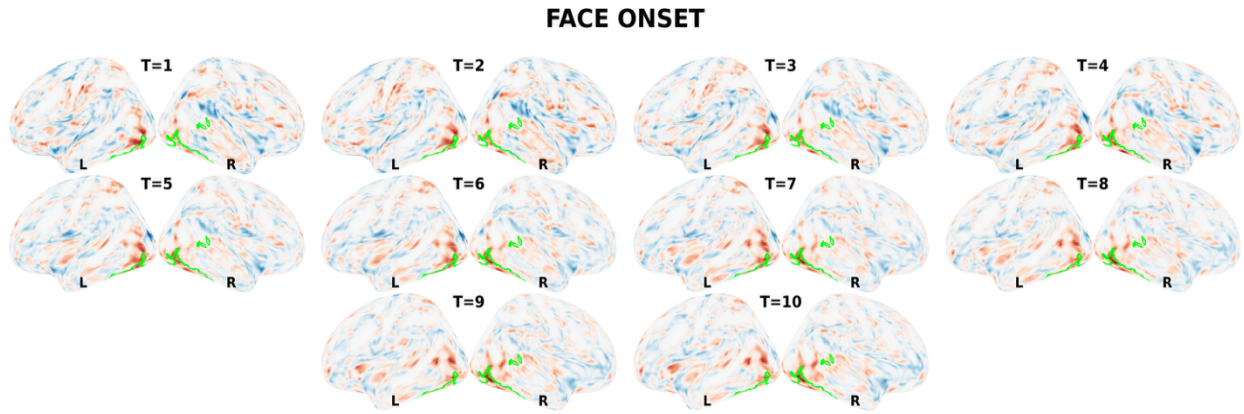 FACE ONSET
T=1 T=2 T=3 T=4
L R L R L R L R
T=5 T=6 T=7 T=8
L R L R L R L R
T=9 T=10
L R L R